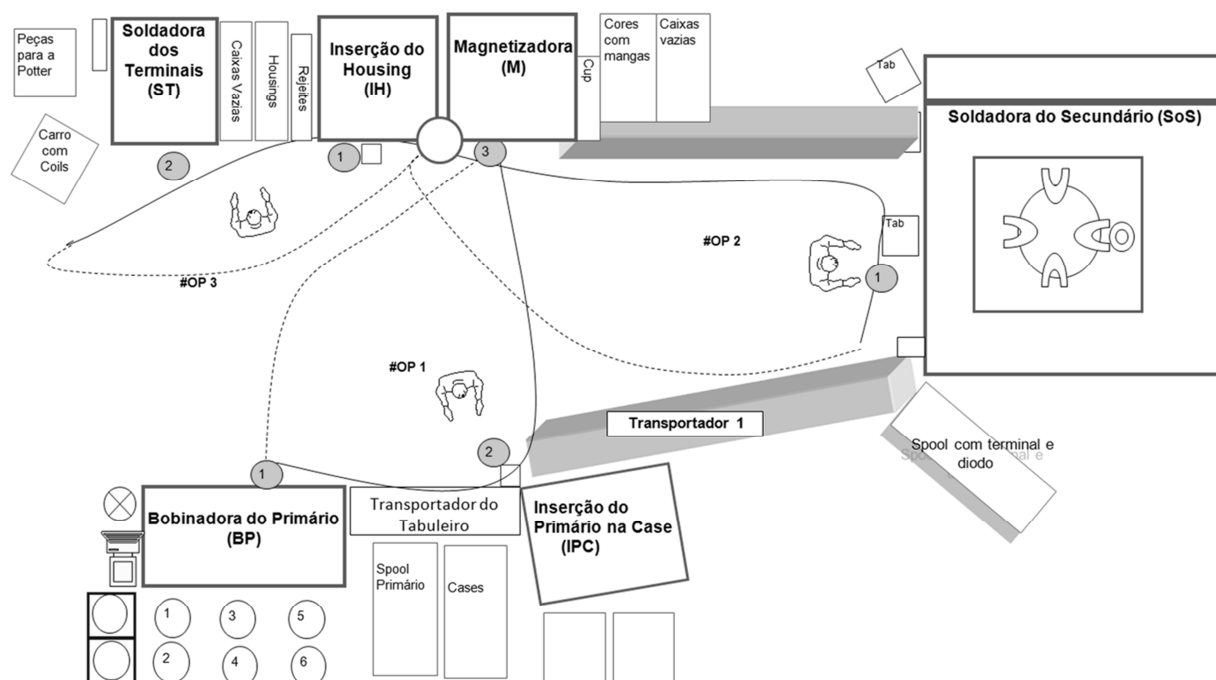 Peças
para a
Potter
Carro
com
Coils
Soldadora
dos
Terminais
(ST)
Caixas Vazias
Housings
Rejeites
Inserção do
Housing
(IH)
Magnetizadora
(M)
Cup
Cores
com
mangas
Caixas
vazias
Tab
Soldadora do Secundário (SoS)
2
1
3
Tab
1
#OP 2
#OP 3
#OP 1
Transportador 1
Spool com terminal e
diodo
2
1
Bobinadora do Primário
(BP)
Transportador do
Tabuleiro
Inserção do
Primário na Case
(IPC)
Spool
Primário
Cases
1
3
5
2
4
6